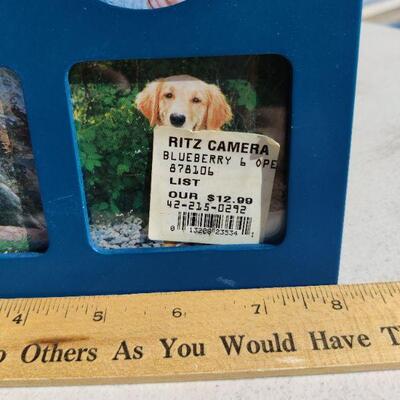 RITZ CAMERA
BLUEBERRY 6 OPE
878106
LIST
OUR $12.99
42-215-0292
4 5 6 7 8 9
o Others As You Would Have T